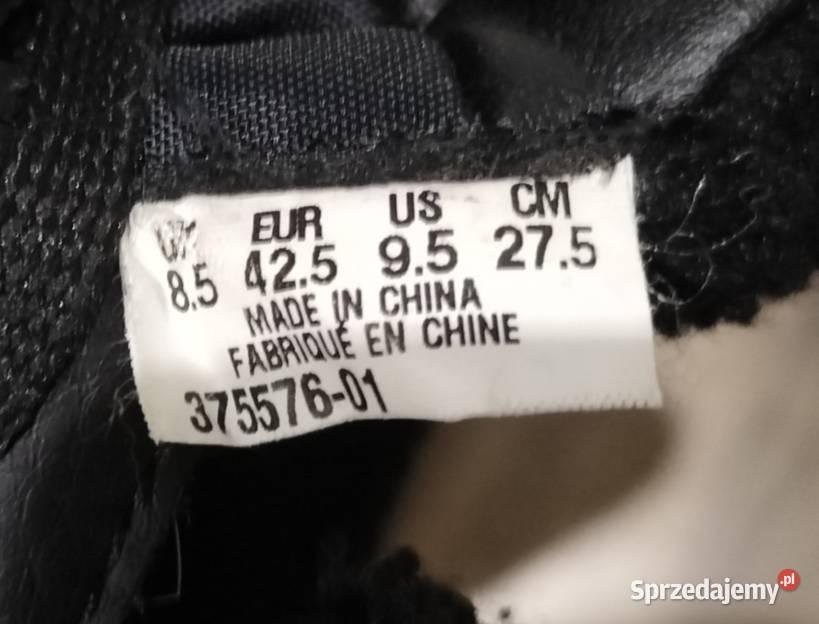 EUR US CM
8.5 42.5 9.5 27.5
MADE IN CHINA
FABRIQUÉ EN CHINE
375576-01
Sprzedajemy.pl